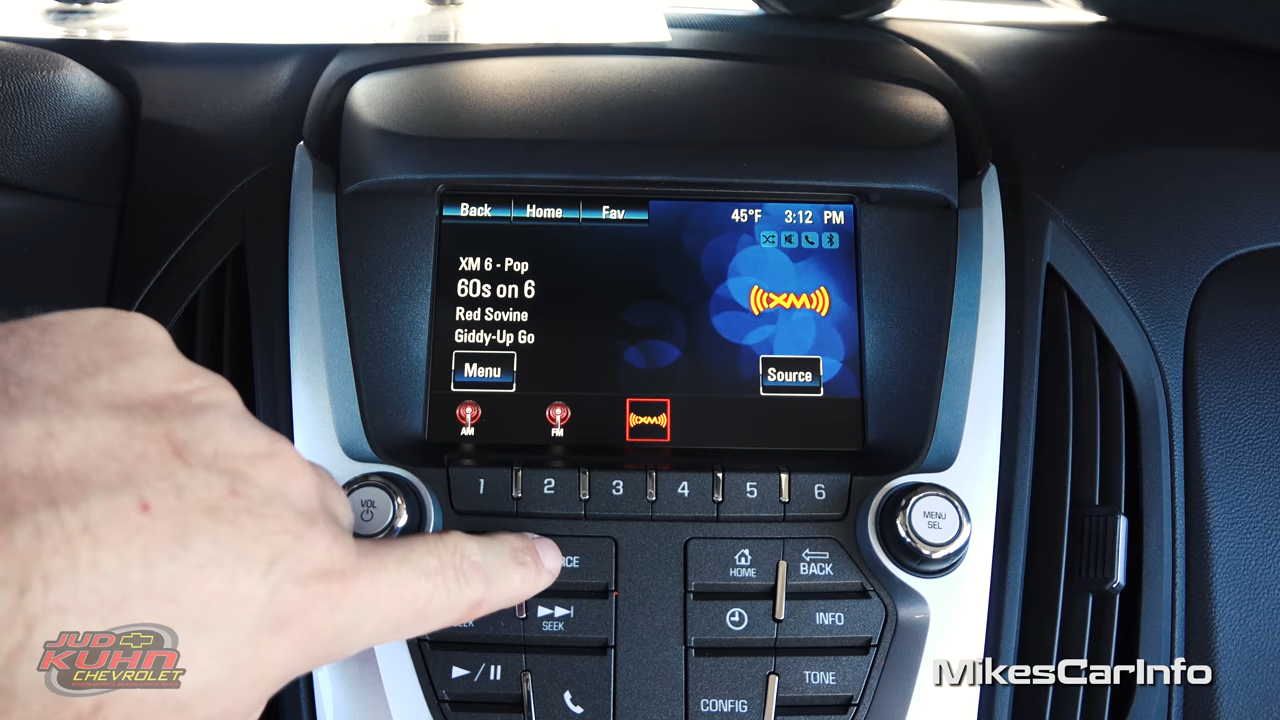 Back Home Fav 45°F 3:12 PM
XM 6 - Pop
60s on 6
((XM))
Red Sovine
Giddy-Up Go
Menu
Source
AM
FM
((XM))
1 2 3 4 5 6
VOL
MENU
SEL
HOME
BACK
SEEK
INFO
TONE
CONFIG
JUD
KUHN
CHEVROLET
MikesCarInfo